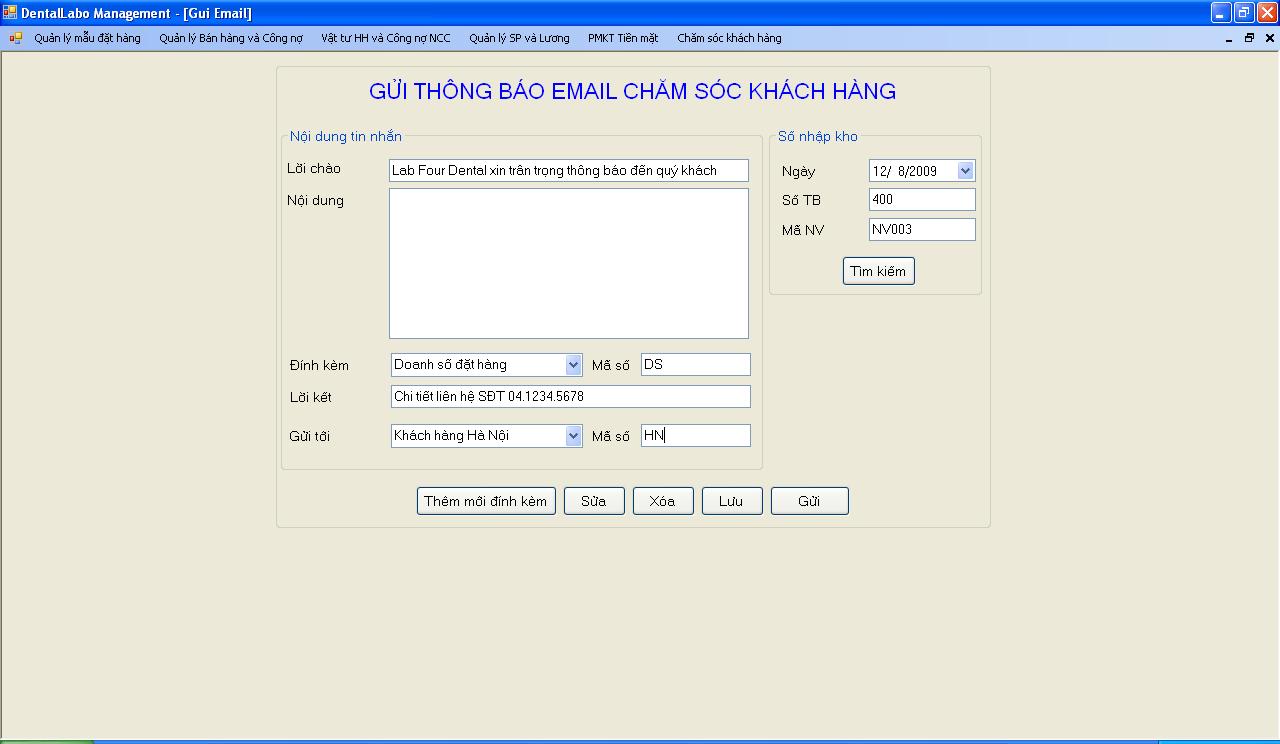 DentalLabo Management - [Gui Email]
Quản lý mẫu đặt hàng Quản lý Bán hàng và Công nợ Vật tư HH và Công nợ NCC Quản lý SP và Lương PMKT Tiền mặt Chăm sóc khách hàng
GỬI THÔNG BÁO EMAIL CHĂM SÓC KHÁCH HÀNG
Nội dung tin nhắn
Lời chào Lab Four Dental xin trân trọng thông báo đến quý khách
Nội dung
Đính kèm Doanh số đặt hàng Mã số DS
Lời kết Chi tiết liên hệ SĐT 04.1234.5678
Gửi tới Khách hàng Hà Nội Mã số HN
Số nhập kho
Ngày 12/ 8/2009
Số TB 400
Mã NV NV003
Tìm kiếm
Thêm mới đính kèm Sửa Xóa Lưu Gửi